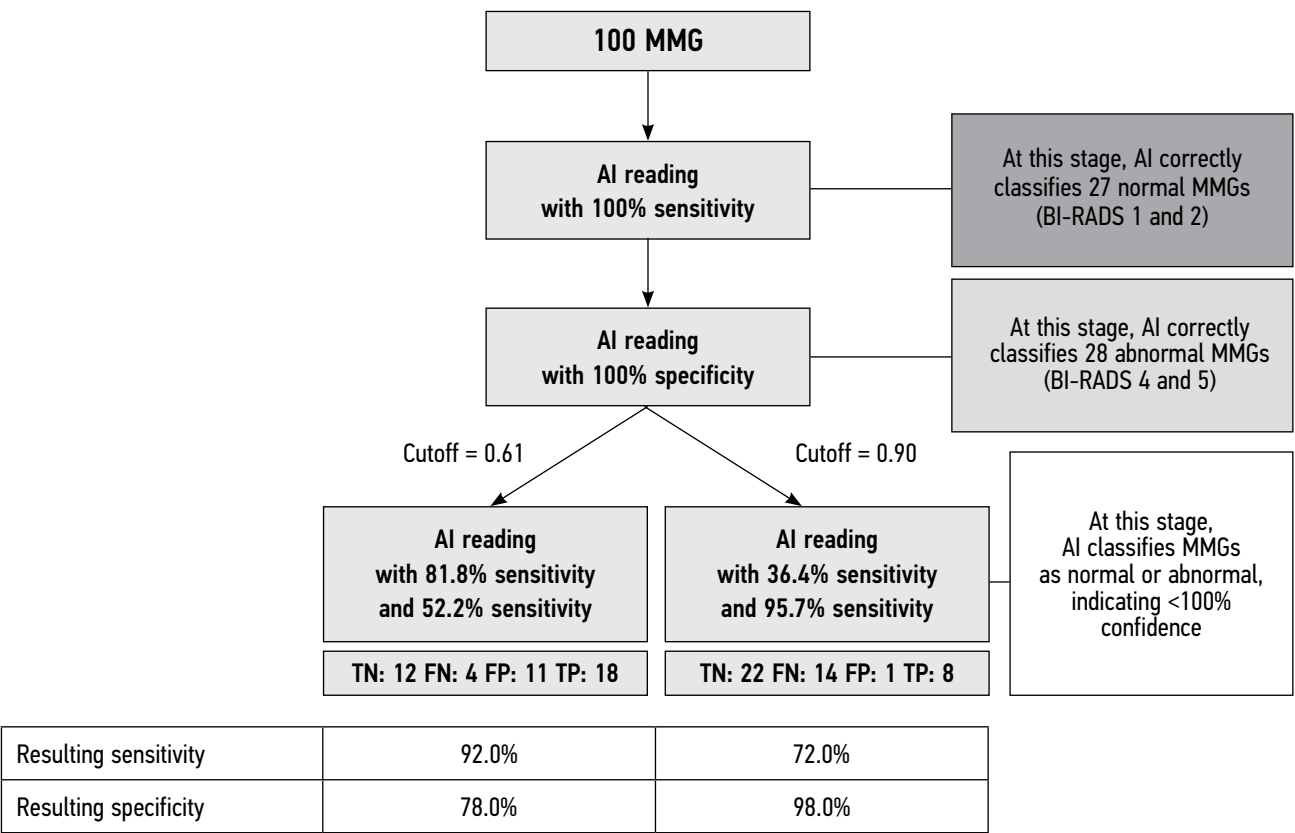 100 MMG
AI reading
with 100% sensitivity
At this stage, AI correctly
classifies 27 normal MMGs
(BI-RADS 1 and 2)
AI reading
with 100% specificity
At this stage, AI correctly
classifies 28 abnormal MMGs
(BI-RADS 4 and 5)
Cutoff = 0.61
Cutoff = 0.90
AI reading
with 81.8% sensitivity
and 52.2% sensitivity
AI reading
with 36.4% sensitivity
and 95.7% sensitivity
At this stage,
AI classifies MMGs
as normal or abnormal,
indicating <100%
confidence
TN: 12 FN: 4 FP: 11 TP: 18
TN: 22 FN: 14 FP: 1 TP: 8
Resulting sensitivity 92.0% 72.0%
Resulting specificity 78.0% 98.0%